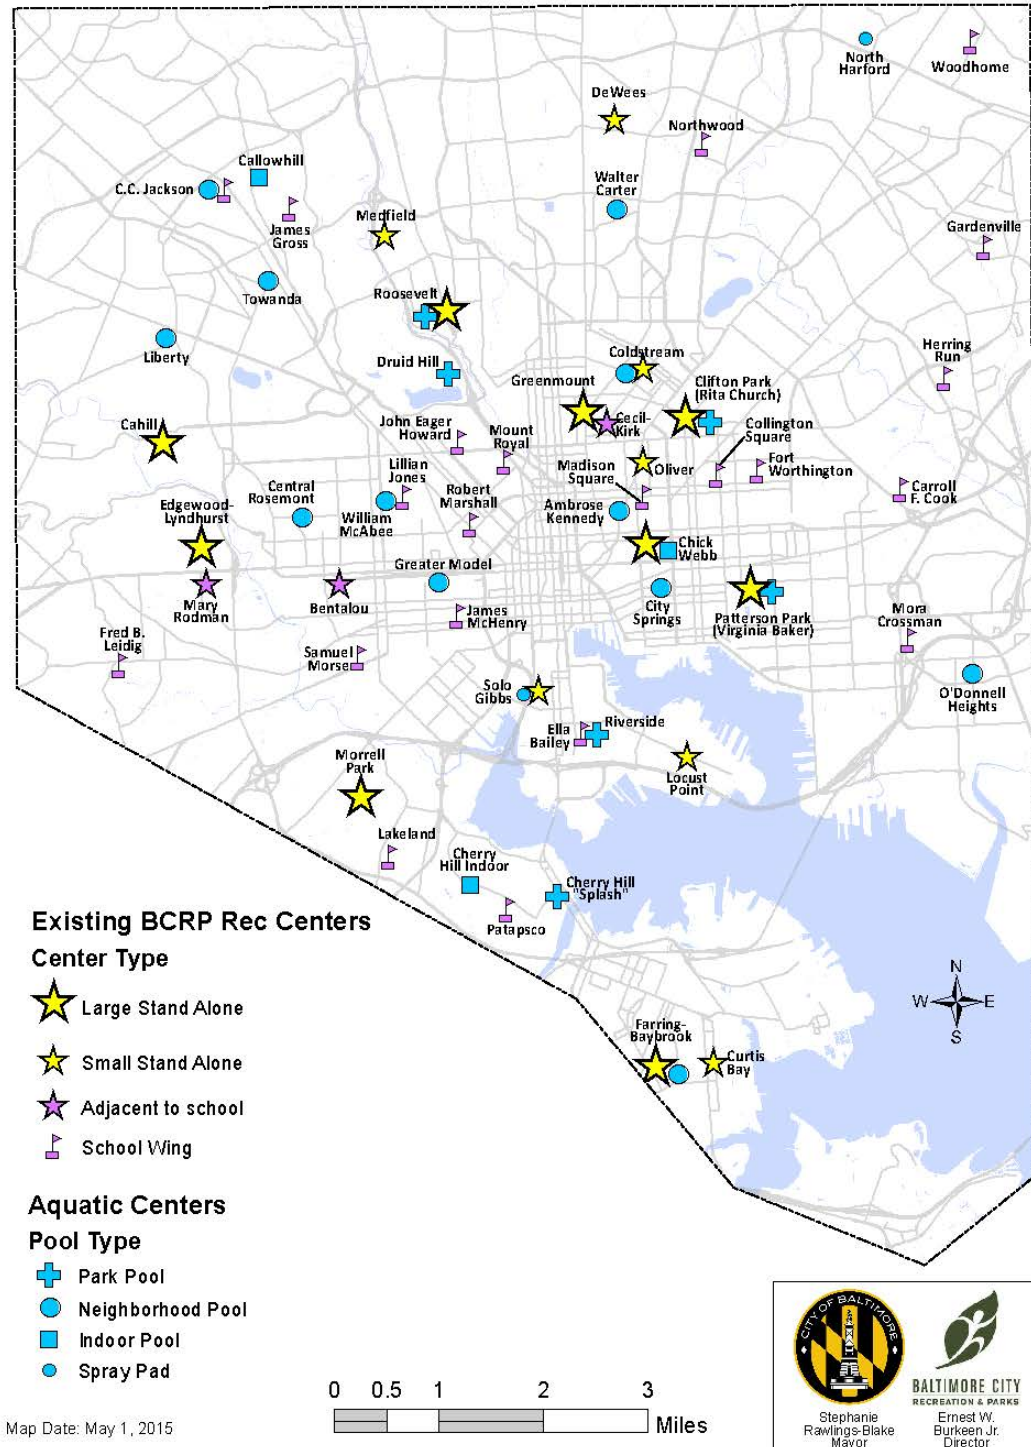 North
Harford
Woodhome
DeWees
Northwood
Callowhill
C.C. Jackson
James
Gross
Walter
Carter
Medfield
Gardenville
Towanda
Roosevelt
Liberty
Druid Hill
Coldstream
Herring
Run
Greenmount
Clifton Park
(Rita Church)
Cahill
John Eager
Howard
Mount
Royal
Cecil-
Kirk
Collington
Square
Lillian
Jones
Madison
Square
Oliver
Fort
Worthington
Central
Rosemont
Robert
Marshall
Carroll
F. Cook
Edgewood-
Lyndhurst
William
McAbee
Ambrose
Kennedy
Chick
Webb
Greater Model
Mary
Rodman
Bentalou
James
McHenry
City
Springs
Patterson Park
(Virginia Baker)
Mora
Crossman
Fred B.
Leidig
Samuel
Morse
Solo
Gibbs
O'Donnell
Heights
Ella
Bailey
Riverside
Morrell
Park
Locust
Point
Lakeland
Cherry
Hill Indoor
Cherry Hill
"Splash"
Patapsco
Existing BCRP Rec Centers
Center Type
Large Stand Alone
Small Stand Alone
Adjacent to school
School Wing
N
W
E
S
Farring-
Baybrook
Curtis
Bay
Aquatic Centers
Pool Type
Park Pool
Neighborhood Pool
Indoor Pool
Spray Pad
0 0.5 1 2 3
Miles
Map Date: May 1, 2015
CITY OF BALTIMORE
Stephanie
Rawlings-Blake
Mayor
BALTIMORE CITY
RECREATION & PARKS
Ernest W.
Burkeen Jr.
Director